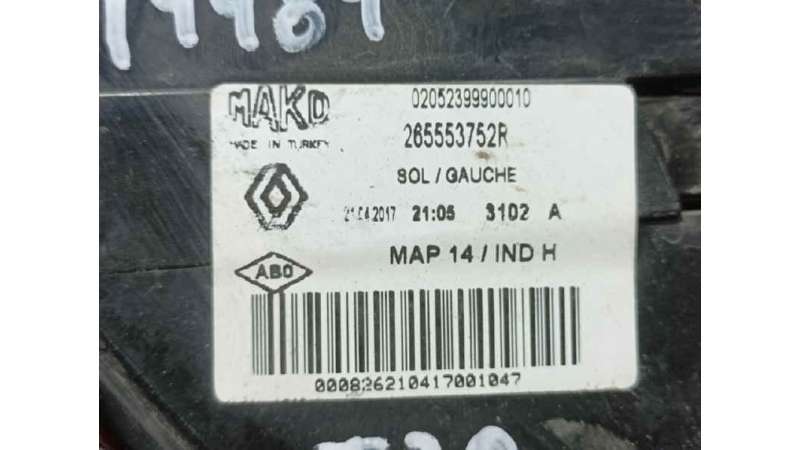 MAKO
02052399900010
MADE IN TURKEY
265553752R
SOL / GAUCHE
21.04.2017 21:05 3102 A
MAP 14 / IND H
ABO
000826210417001047